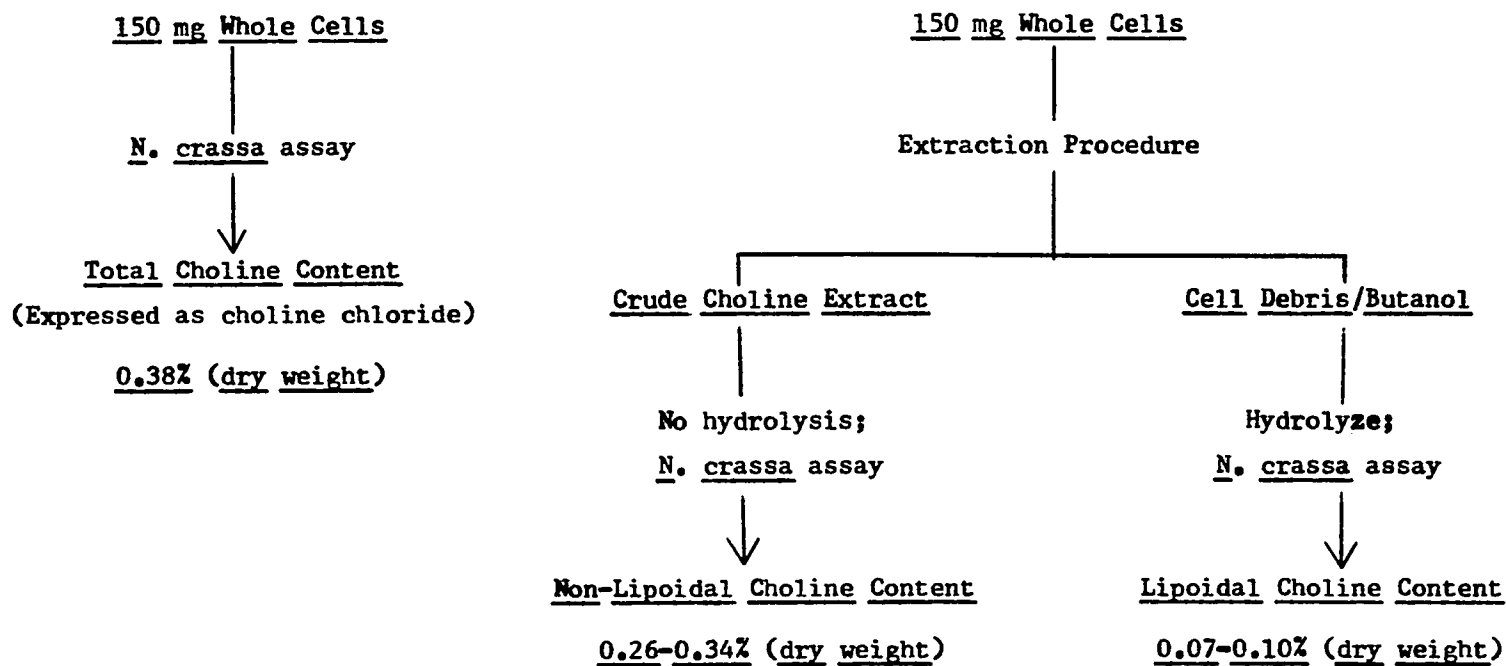 150 mg Whole Cells
N. crassa assay
Total Choline Content
(Expressed as choline chloride)
0.38% (dry weight)
150 mg Whole Cells
Extraction Procedure
Crude Choline Extract
No hydrolysis;
N. crassa assay
Non-Lipoidal Choline Content
0.26-0.34% (dry weight)
Cell Debris/Butanol
Hydrolyze;
N. crassa assay
Lipoidal Choline Content
0.07-0.10% (dry weight)